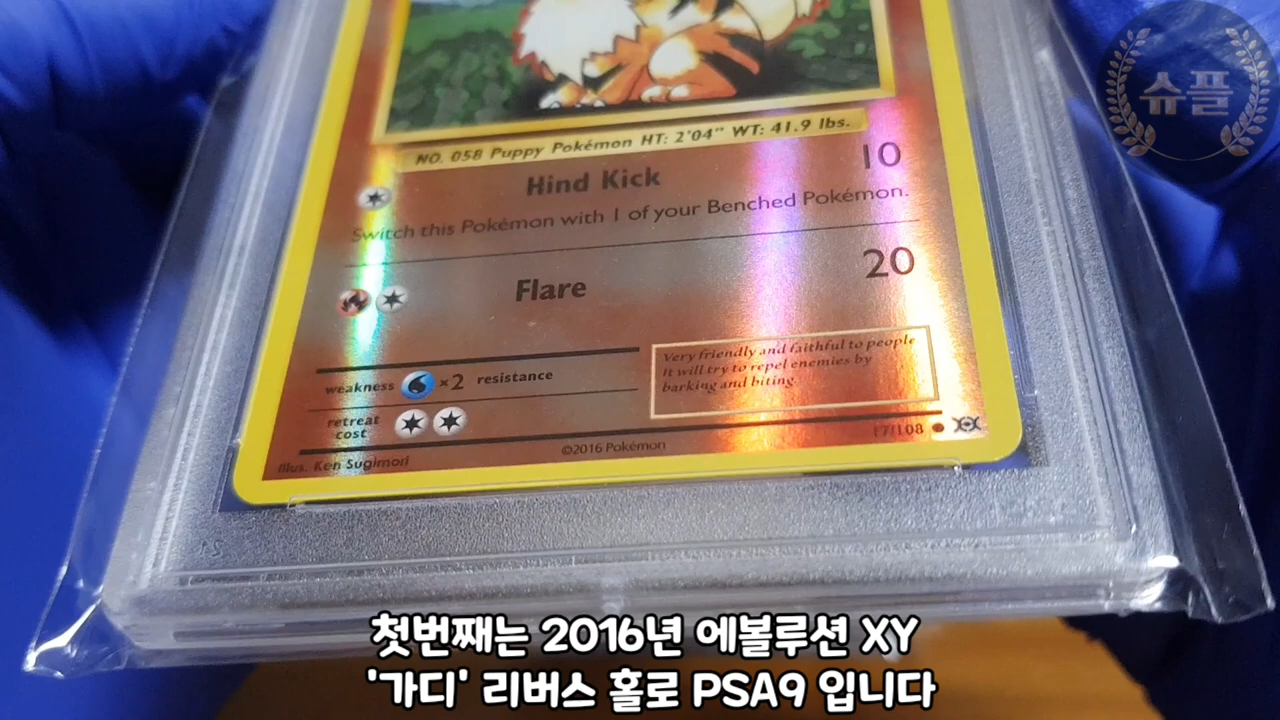 슈플
NO. 058 Puppy Pokémon HT: 2'04" WT: 41.9 lbs.
Hind Kick 10
Switch this Pokémon with 1 of your Benched Pokémon.
Flare 20
Very friendly and faithful to people
It will try to repel enemies by
barking and biting.
weakness ×2 resistance
retreat
cost
17/108
©2016 Pokémon
Illus. Ken Sugimori
첫번째는 2016년 에볼루션 XY
'가디' 리버스 홀로 PSA9 입니다